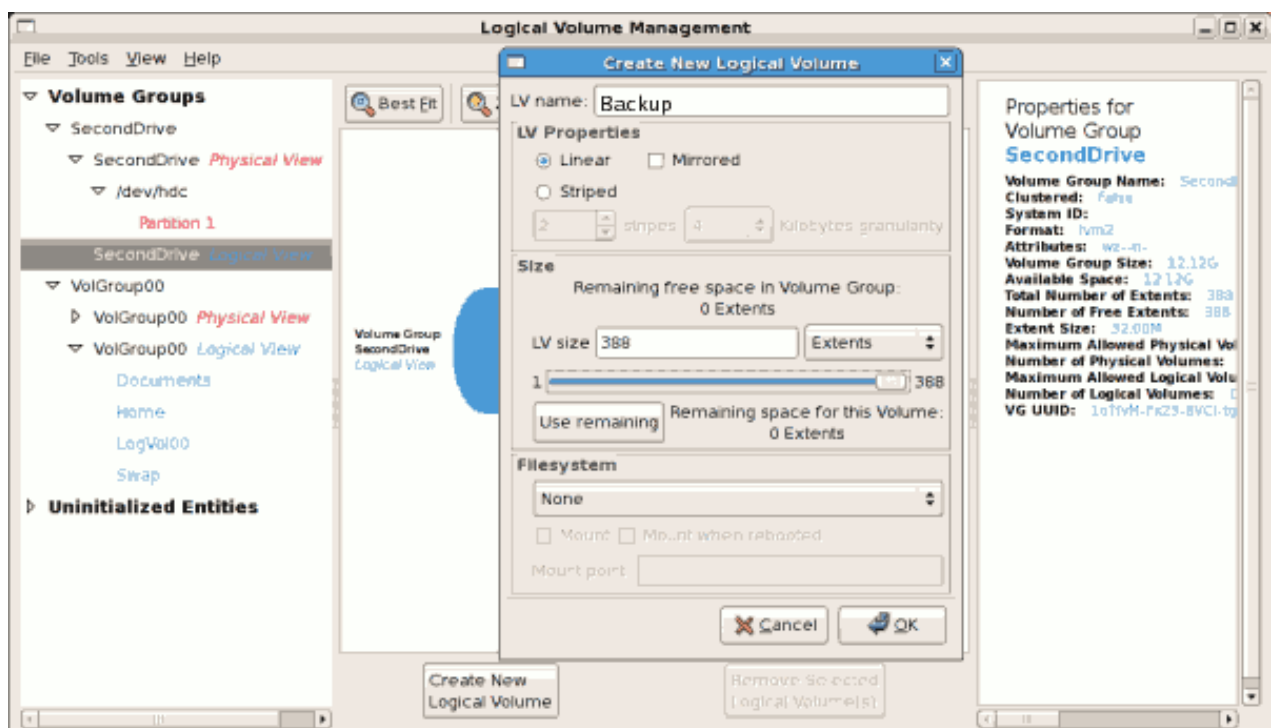 Logical Volume Management
File Tools View Help
Volume Groups
SecondDrive
SecondDrive Physical View
/dev/hdc
Partition 1
SecondDrive Logical View
VolGroup00
VolGroup00 Physical View
VolGroup00 Logical View
Documents
Home
LogVol00
Swap
Uninitialized Entities
Best Fit
Volume Group
SecondDrive
Logical View
Create New
Logical Volume
Remove Selected
Logical Volume(s)
Create New Logical Volume
LV name: Backup
LV Properties
Linear Mirrored
Striped
2 stripes 4 Kilobytes granularity
Size
Remaining free space in Volume Group:
0 Extents
LV size 388 Extents
1 388
Use remaining
Remaining space for this Volume:
0 Extents
Filesystem
None
Mount Mount when rebooted
Mount point:
Cancel OK
Properties for
Volume Group
SecondDrive
Volume Group Name: Second
Clustered: False
System ID:
Format: lvm2
Attributes: wz--n-
Volume Group Size: 12.12G
Available Space: 12.12G
Total Number of Extents: 388
Number of Free Extents: 388
Extent Size: 32.00M
Maximum Allowed Physical Vol
Number of Physical Volumes:
Maximum Allowed Logical Volu
Number of Logical Volumes:
VG UUID: